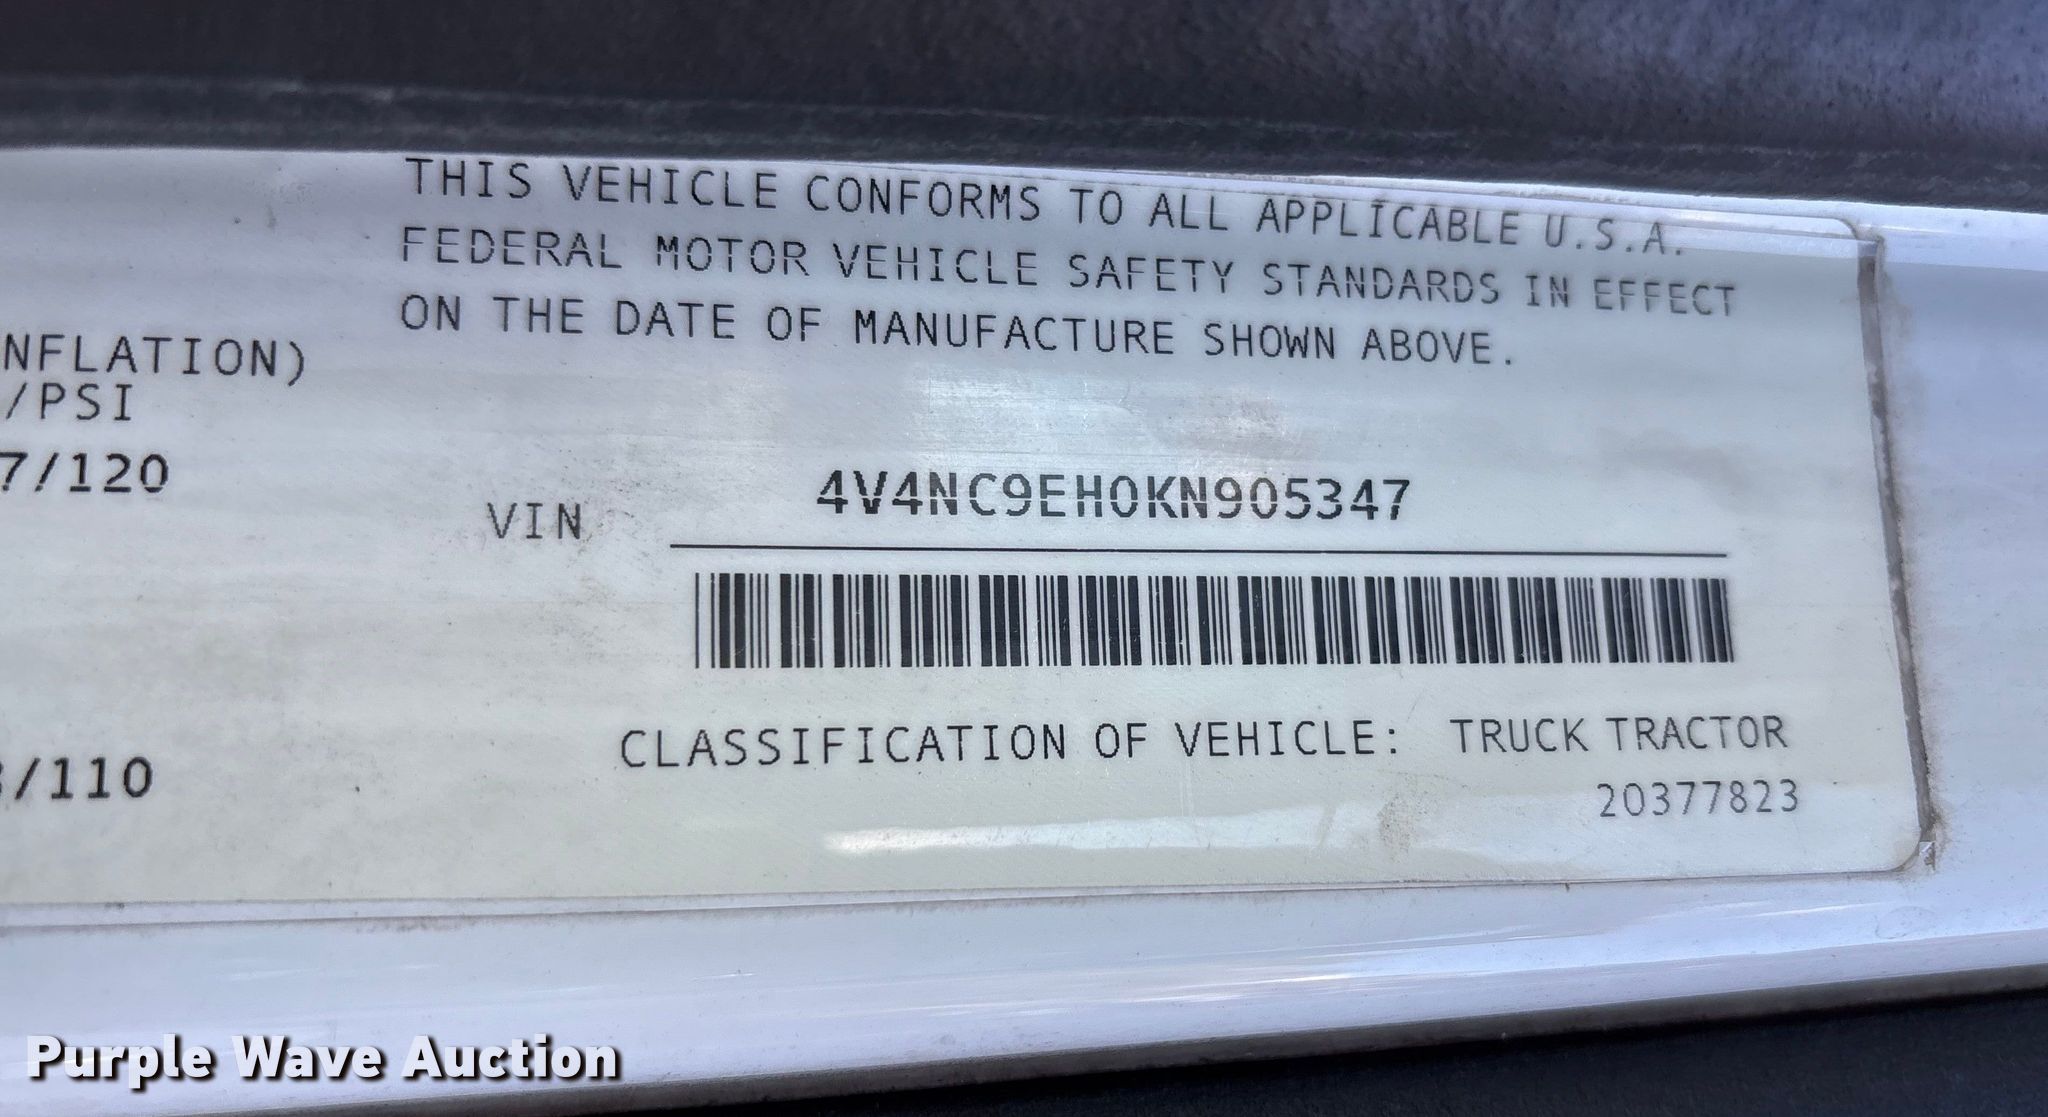 THIS VEHICLE CONFORMS TO ALL APPLICABLE U.S.A.
FEDERAL MOTOR VEHICLE SAFETY STANDARDS IN EFFECT
ON THE DATE OF MANUFACTURE SHOWN ABOVE.
NFLATION)
/PSI
7/120
VIN 4V4NC9EH0KN905347
/110
CLASSIFICATION OF VEHICLE: TRUCK TRACTOR
20377823
Purple Wave Auction